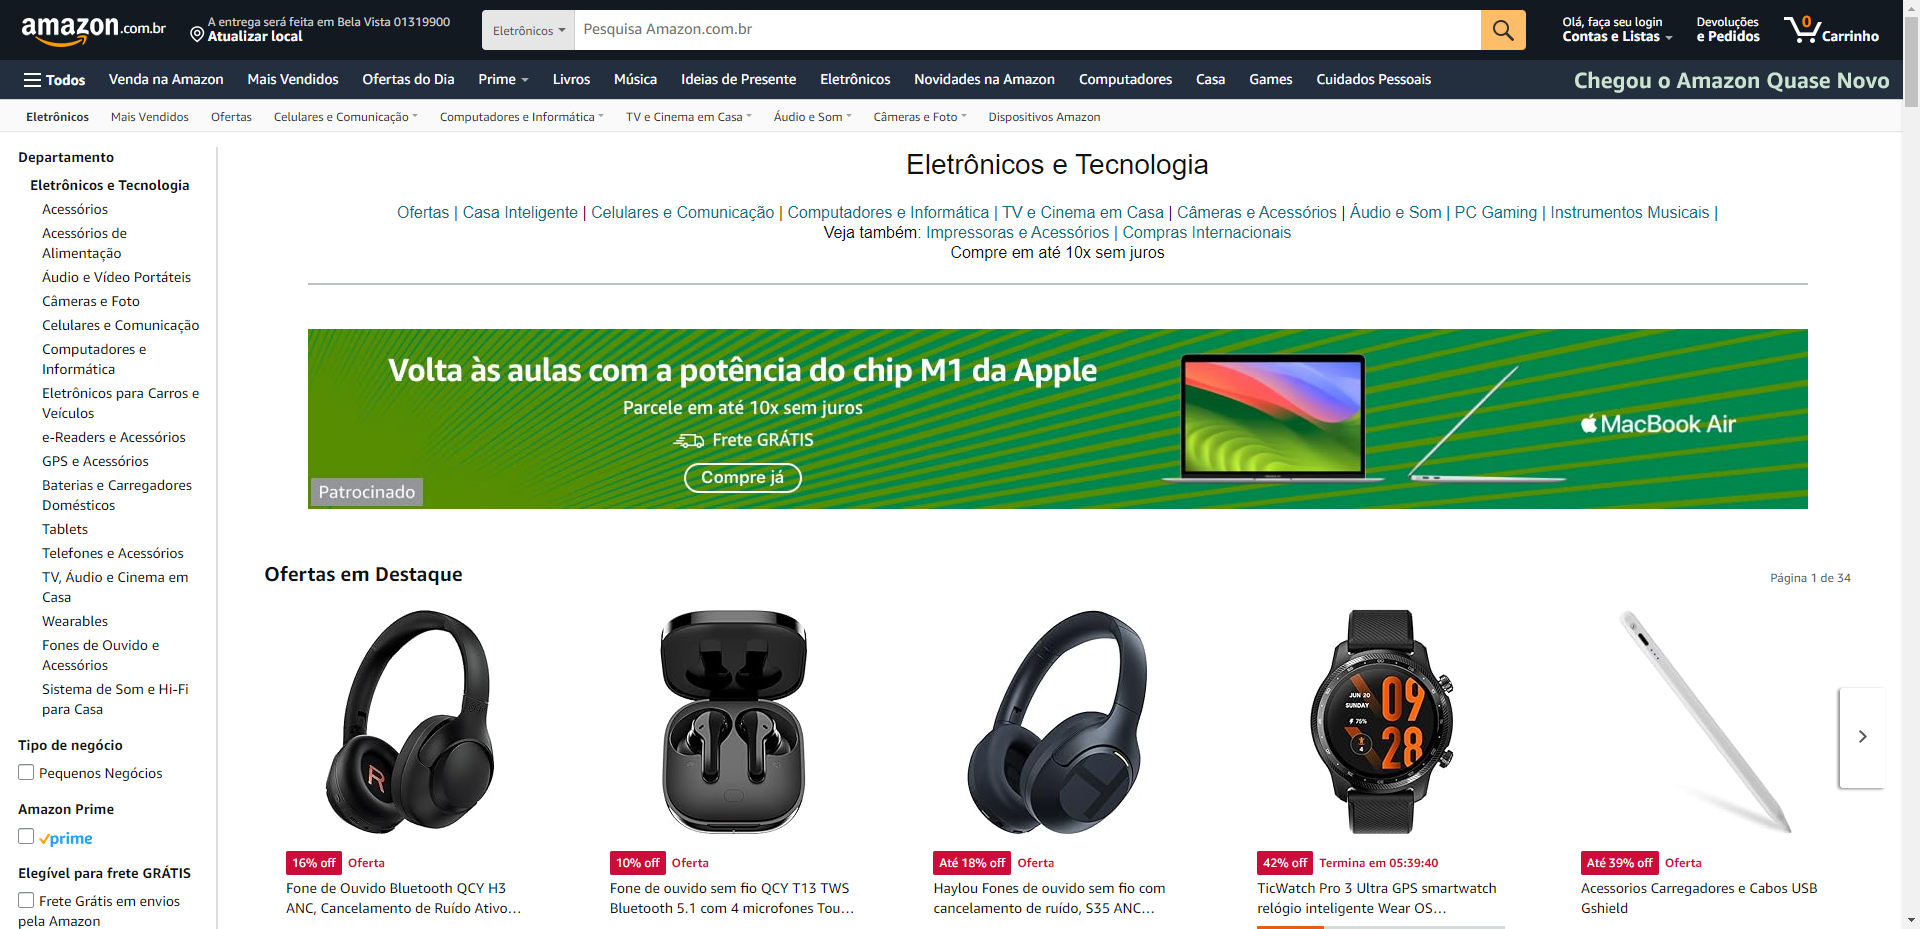 amazon.com.br
A entrega será feita em Bela Vista 01319900
Atualizar local
Eletrônicos
Pesquisa Amazon.com.br
Olá, faça seu login
Contas e Listas
Devoluções
e Pedidos
0
Carrinho
Todos
Venda na Amazon
Mais Vendidos
Ofertas do Dia
Prime
Livros
Música
Ideias de Presente
Eletrônicos
Novidades na Amazon
Computadores
Casa
Games
Cuidados Pessoais
Chegou o Amazon Quase Novo
Eletrônicos
Mais Vendidos
Ofertas
Celulares e Comunicação
Computadores e Informática
TV e Cinema em Casa
Áudio e Som
Câmeras e Foto
Dispositivos Amazon
Departamento
Eletrônicos e Tecnologia
Acessórios
Acessórios de
Alimentação
Áudio e Vídeo Portáteis
Câmeras e Foto
Celulares e Comunicação
Computadores e
Informática
Eletrônicos para Carros e
Veículos
e-Readers e Acessórios
GPS e Acessórios
Baterias e Carregadores
Domésticos
Tablets
Telefones e Acessórios
TV, Áudio e Cinema em
Casa
Wearables
Fones de Ouvido e
Acessórios
Sistema de Som e Hi-Fi
para Casa
Tipo de negócio
Pequenos Negócios
Amazon Prime
prime
Elegível para frete GRÁTIS
Frete Grátis em envios
pela Amazon
Eletrônicos e Tecnologia
Ofertas | Casa Inteligente | Celulares e Comunicação | Computadores e Informática | TV e Cinema em Casa | Câmeras e Acessórios | Áudio e Som | PC Gaming | Instrumentos Musicais |
Veja também: Impressoras e Acessórios | Compras Internacionais
Compre em até 10x sem juros
Volta às aulas com a potência do chip M1 da Apple
Parcele em até 10x sem juros
Frete GRÁTIS
Compre já
Patrocinado
MacBook Air
Ofertas em Destaque
Página 1 de 34
R
H
JUN 20
SUNDAY
75%
4
09
28
16% off Oferta
Fone de Ouvido Bluetooth QCY H3
ANC, Cancelamento de Ruído Ativo...
10% off Oferta
Fone de ouvido sem fio QCY T13 TWS
Bluetooth 5.1 com 4 microfones Tou...
Até 18% off Oferta
Haylou Fones de ouvido sem fio com
cancelamento de ruído, S35 ANC...
42% off Termina em 05:39:40
TicWatch Pro 3 Ultra GPS smartwatch
relógio inteligente Wear OS...
Até 39% off Oferta
Acessorios Carregadores e Cabos USB
Gshield